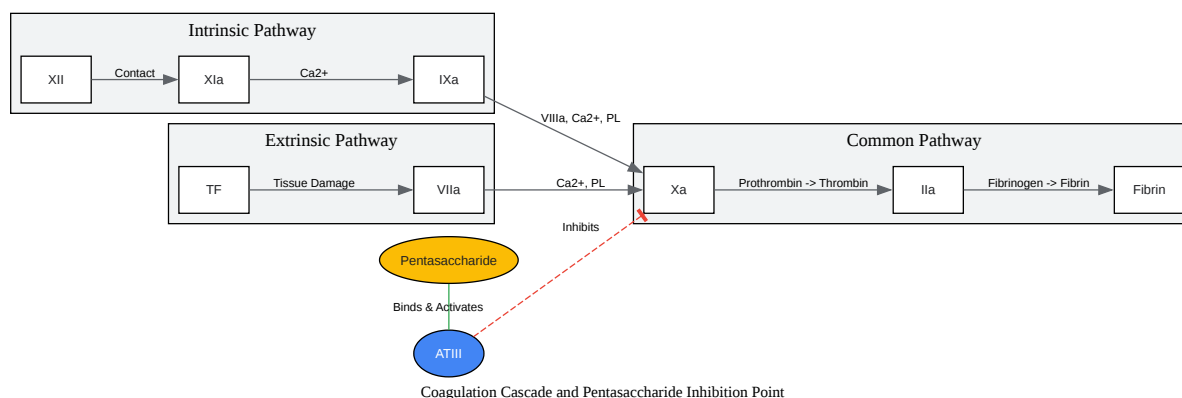 Intrinsic Pathway
XII
Contact
XIa
Ca2+
IXa
VIIIa, Ca2+, PL
Extrinsic Pathway
TF
Tissue Damage
VIIa
Ca2+, PL
Common Pathway
Xa
Prothrombin -> Thrombin
IIa
Fibrinogen -> Fibrin
Fibrin
Inhibits
Pentasaccharide
Binds & Activates
ATIII
Coagulation Cascade and Pentasaccharide Inhibition Point